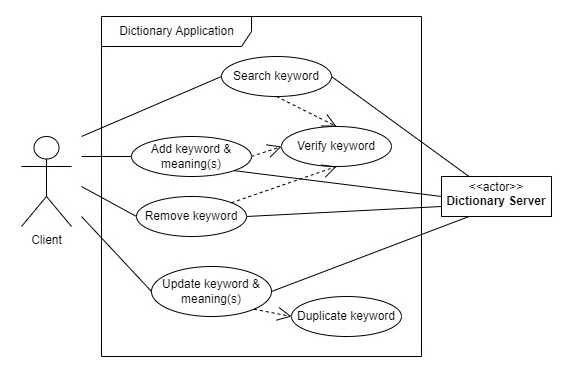 Dictionary Application
Search keyword
Add keyword &
meaning(s)
Verify keyword
<<actor>>
Dictionary Server
Remove keyword
Client
Update keyword &
meaning(s)
Duplicate keyword